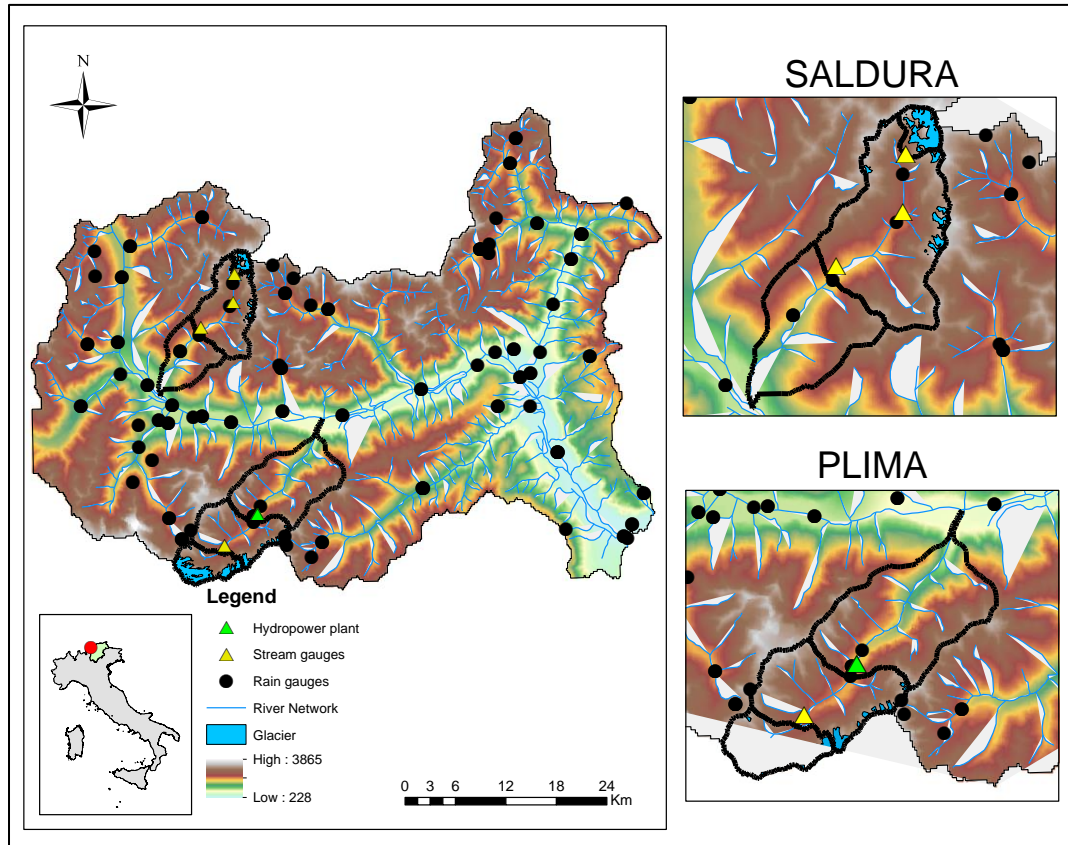 N
SALDURA
PLIMA
Legend
Hydropower plant
Stream gauges
Rain gauges
River Network
Glacier
High : 3865
Low : 228
0 3 6 12 18 24
Km